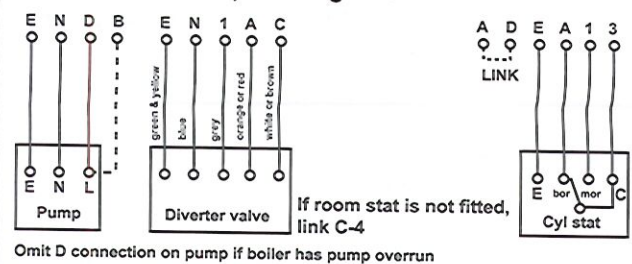 E N D B E N 1 A C A D E A 1 3
LINK
green & yellow
blue
grey
orange or red
white or brown
E N L E bor mor C
Pump Diverter valve Cyl stat
If room stat is not fitted,
link C-4
Omit D connection on pump if boiler has pump overrun